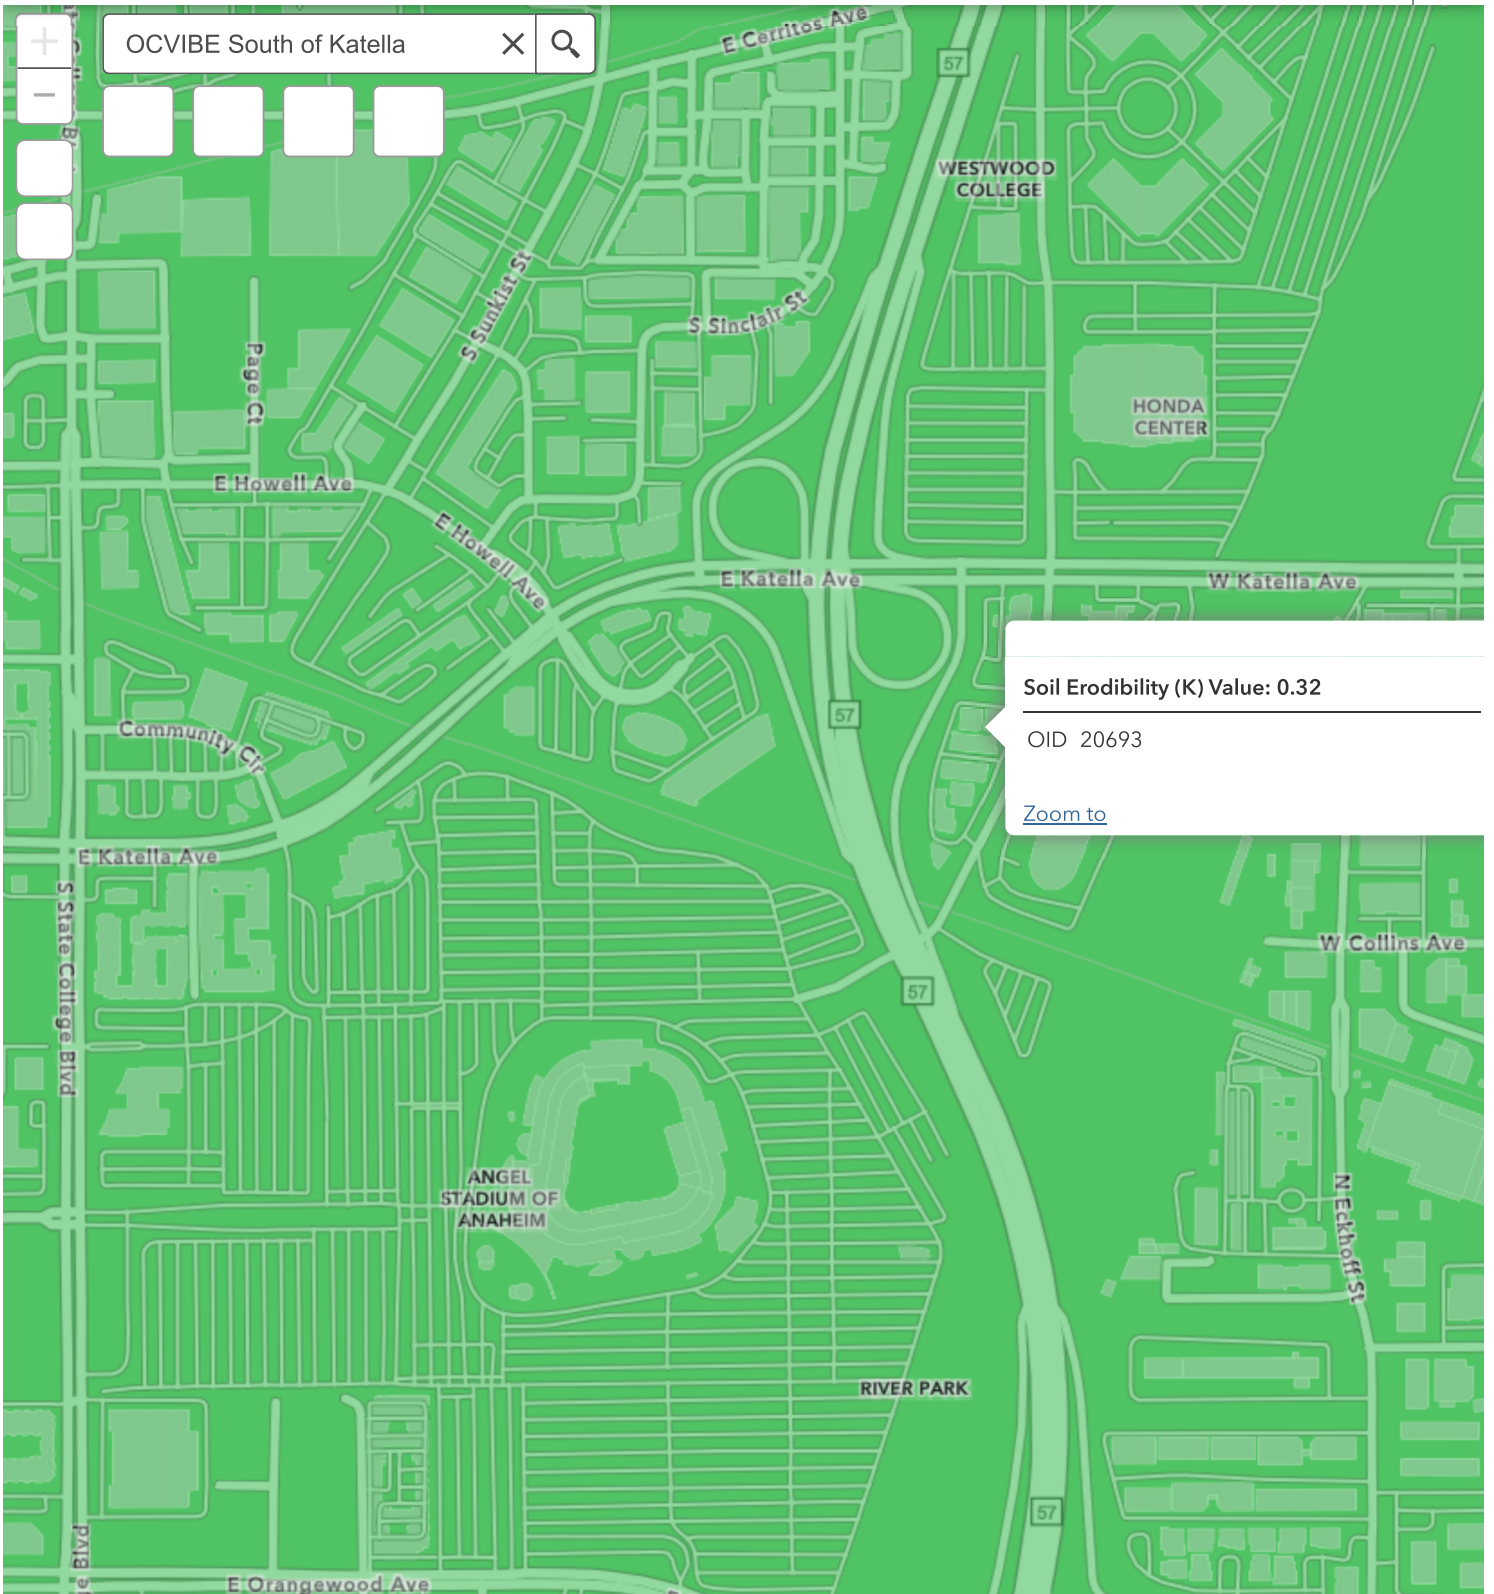 OCVIBE South of Katella
E Cerritos Ave
57
WESTWOOD
COLLEGE
S Sunkist St
S Sinclair St
Page Ct
HONDA
CENTER
E Howell Ave
E Howell Ave
E Katella Ave
W Katella Ave
Soil Erodibility (K) Value: 0.32
OID 20693
Zoom to
57
Community Cir
E Katella Ave
S State College Blvd
W Collins Ave
57
ANGEL
STADIUM OF
ANAHEIM
N Eckhoff St
RIVER PARK
57
e Blvd
E Orangewood Ave